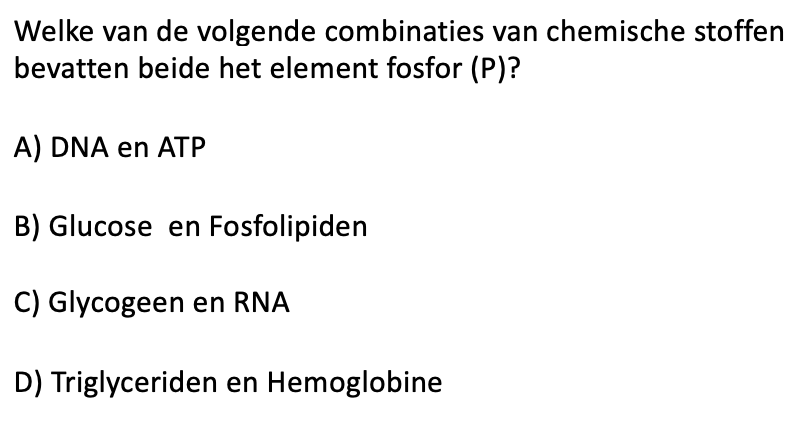 Welke van de volgende combinaties van chemische stoffen
bevatten beide het element fosfor (P)?
A) DNA en ATP
B) Glucose  en Fosfolipiden
C) Glycogeen en RNA
D) Triglyceriden en Hemoglobine